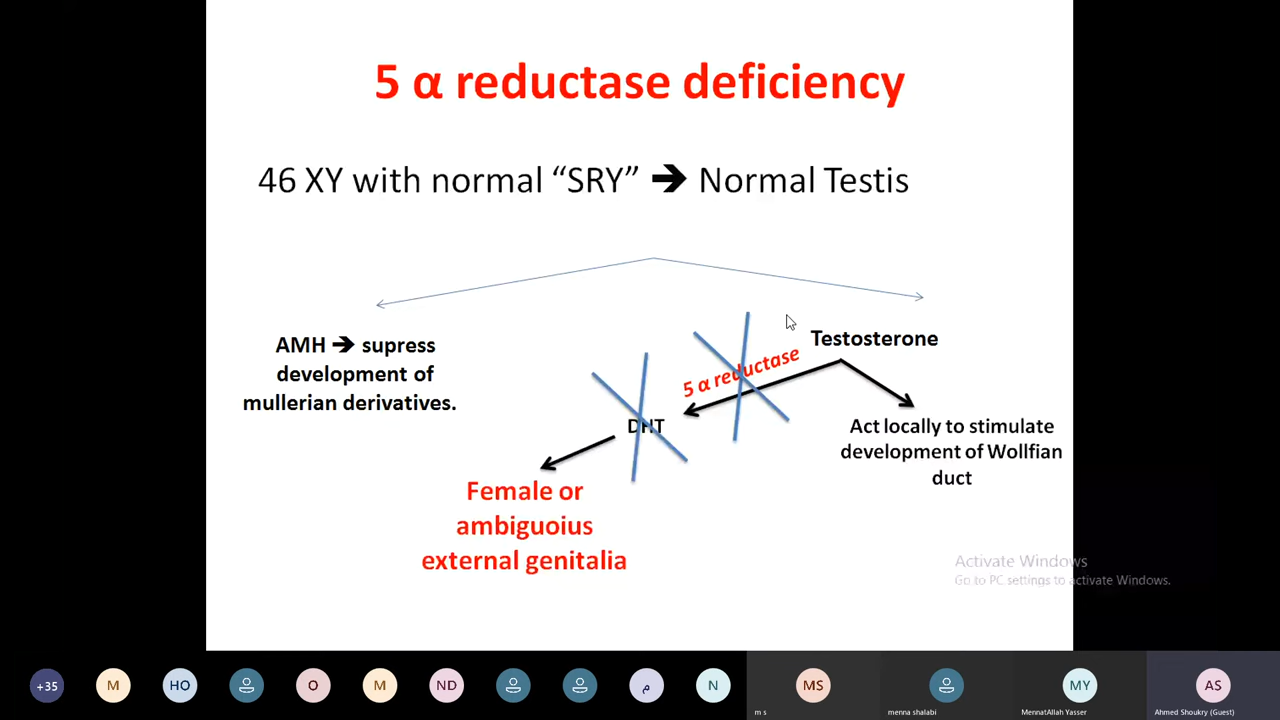 5 α reductase deficiency
46 XY with normal “SRY” ➔ Normal Testis
AMH ➔ supress
development of
mullerian derivatives.
Testosterone
5 α reductase
DHT
Act locally to stimulate
development of Wollfian
duct
Female or
ambiguoius
external genitalia
Activate Windows
Go to PC settings to activate Windows.
+35
M
HO
O
M
ND
م
N
MS
MY
AS
m s
menna shalabi
MennatAllah Yasser
Ahmed Shoukry (Guest)